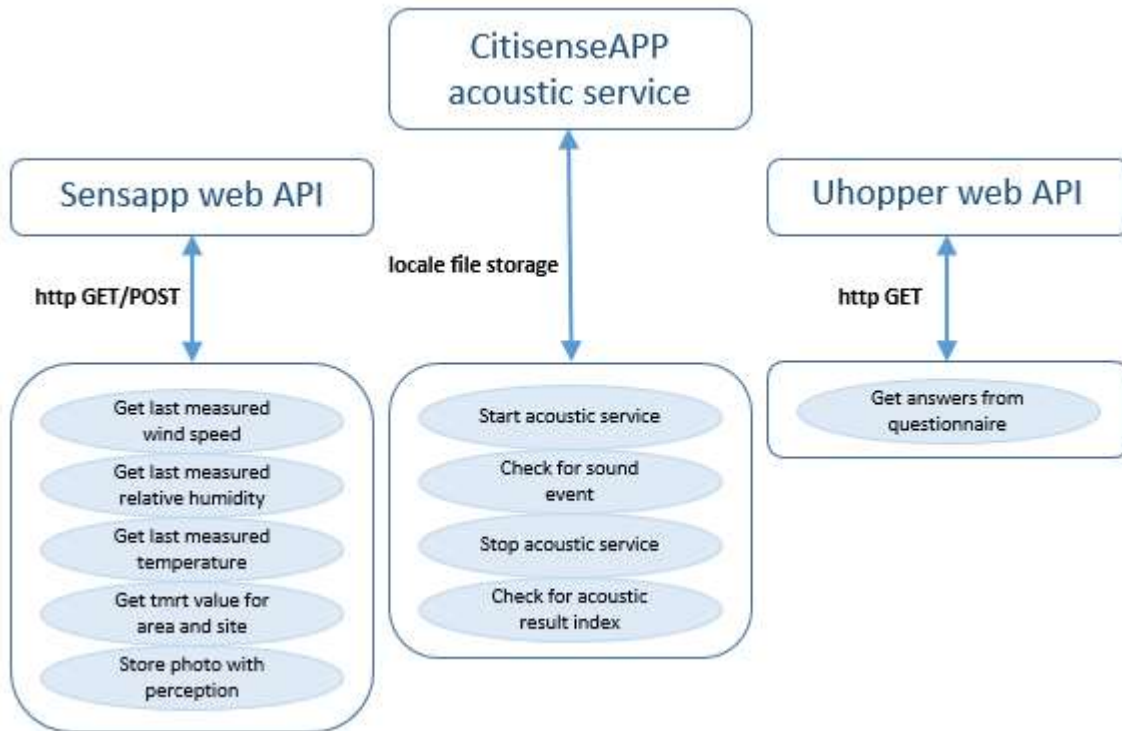 CitisenseAPP
acoustic service
Sensapp web API
Uhopper web API
http GET/POST
locale file storage
http GET
Get last measured
wind speed
Get last measured
relative humidity
Get last measured
temperature
Get tmrt value for
area and site
Store photo with
perception
Start acoustic service
Check for sound
event
Stop acoustic service
Check for acoustic
result index
Get answers from
questionnaire